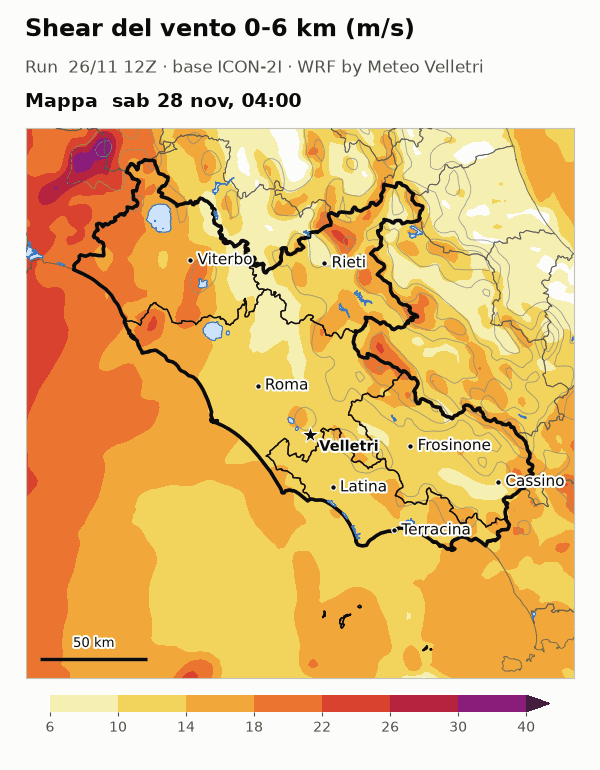 Shear del vento 0-6 km (m/s)
Run  26/11 12Z · base ICON-2I · WRF by Meteo Velletri
Mappa  sab 28 nov, 04:00
Viterbo
Rieti
Roma
Velletri
Frosinone
Cassino
Latina
Terracina
50 km
6 10 14 18 22 26 30 40